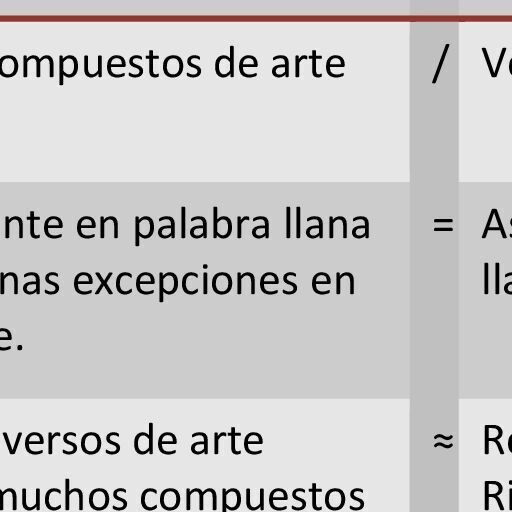 ompuestos de arte / V
nte en palabra llana = As
nas excepciones en lla
e.
versos de arte ≈ Re
muchos compuestos Ri